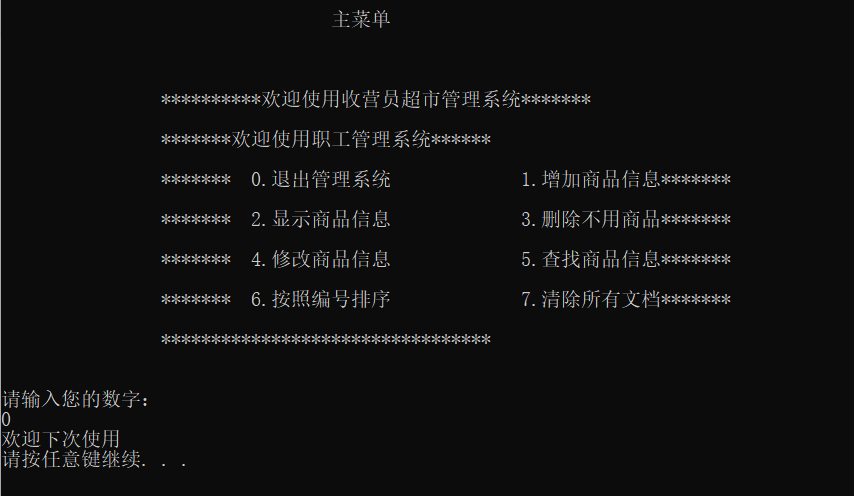 主菜单
**********欢迎使用收营员超市管理系统*******
*******欢迎使用职工管理系统******
******* 0.退出管理系统 1.增加商品信息*******
******* 2.显示商品信息 3.删除不用商品*******
******* 4.修改商品信息 5.查找商品信息*******
******* 6.按照编号排序 7.清除所有文档*******
*********************************
请输入您的数字:
0
欢迎下次使用
请按任意键继续. . .